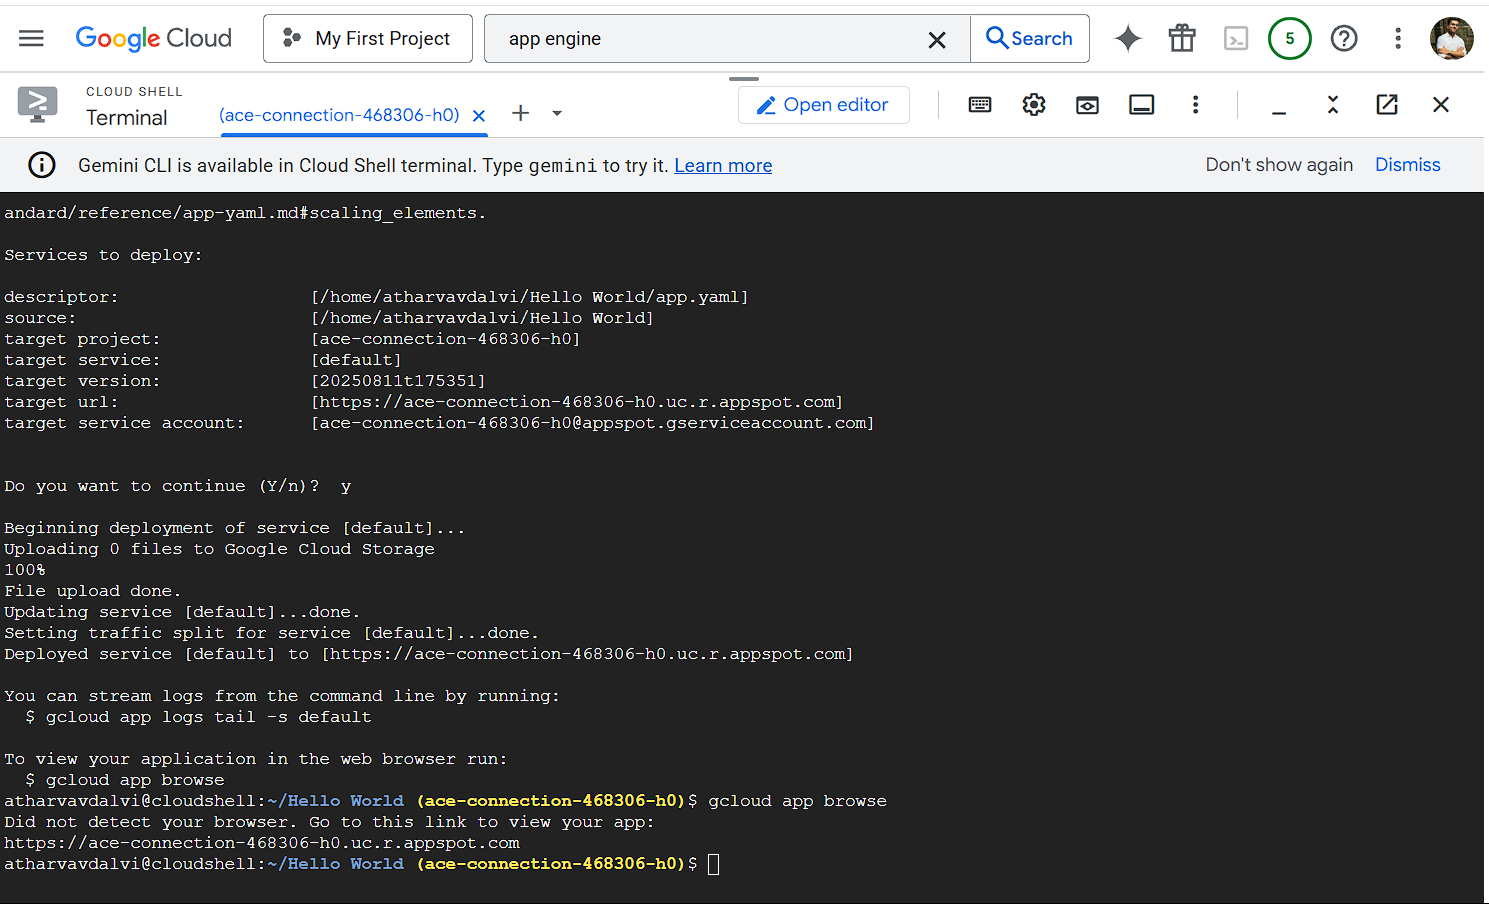 Google Cloud
My First Project
app engine
Search
5
CLOUD SHELL
Terminal
(ace-connection-468306-h0)
Open editor
Gemini CLI is available in Cloud Shell terminal. Type gemini to try it. Learn more
Don't show again
Dismiss
andard/reference/app-yaml.md#scaling_elements.
Services to deploy:
descriptor: [/home/atharvavdalvi/Hello World/app.yaml]
source: [/home/atharvavdalvi/Hello World]
target project: [ace-connection-468306-h0]
target service: [default]
target version: [20250811t175351]
target url: [https://ace-connection-468306-h0.uc.r.appspot.com]
target service account: [ace-connection-468306-h0@appspot.gserviceaccount.com]
Do you want to continue (Y/n)? y
Beginning deployment of service [default]...
Uploading 0 files to Google Cloud Storage
100%
File upload done.
Updating service [default]...done.
Setting traffic split for service [default]...done.
Deployed service [default] to [https://ace-connection-468306-h0.uc.r.appspot.com]
You can stream logs from the command line by running:
$ gcloud app logs tail -s default
To view your application in the web browser run:
$ gcloud app browse
atharvavdalvi@cloudshell:~/Hello World (ace-connection-468306-h0)$ gcloud app browse
Did not detect your browser. Go to this link to view your app:
https://ace-connection-468306-h0.uc.r.appspot.com
atharvavdalvi@cloudshell:~/Hello World (ace-connection-468306-h0)$